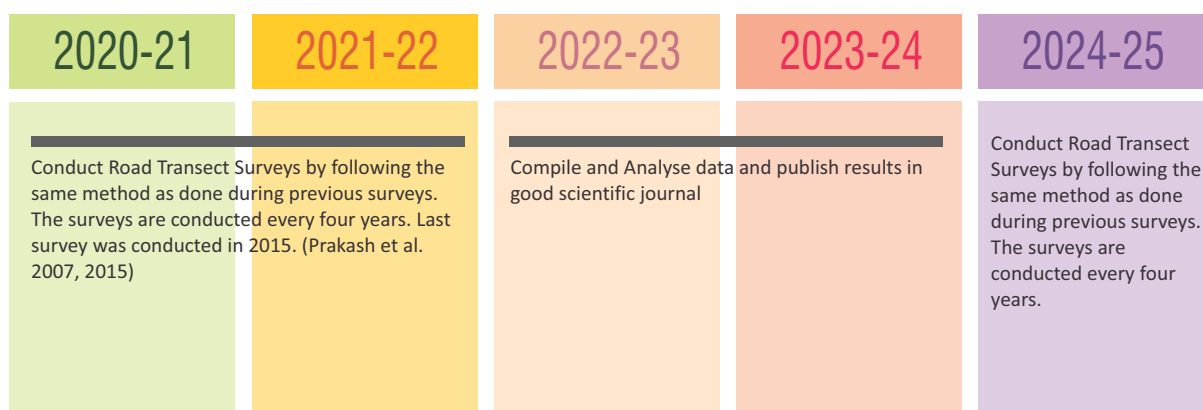 2020-21
2021-22
2022-23
2023-24
2024-25
Conduct Road Transect Surveys by following the
same method as done during previous surveys.
The surveys are conducted every four years. Last
survey was conducted in 2015. (Prakash et al.
2007, 2015)
Compile and Analyse data and publish results in
good scientific journal
Conduct Road Transect
Surveys by following the
same method as done
during previous surveys.
The surveys are
conducted every four
years.